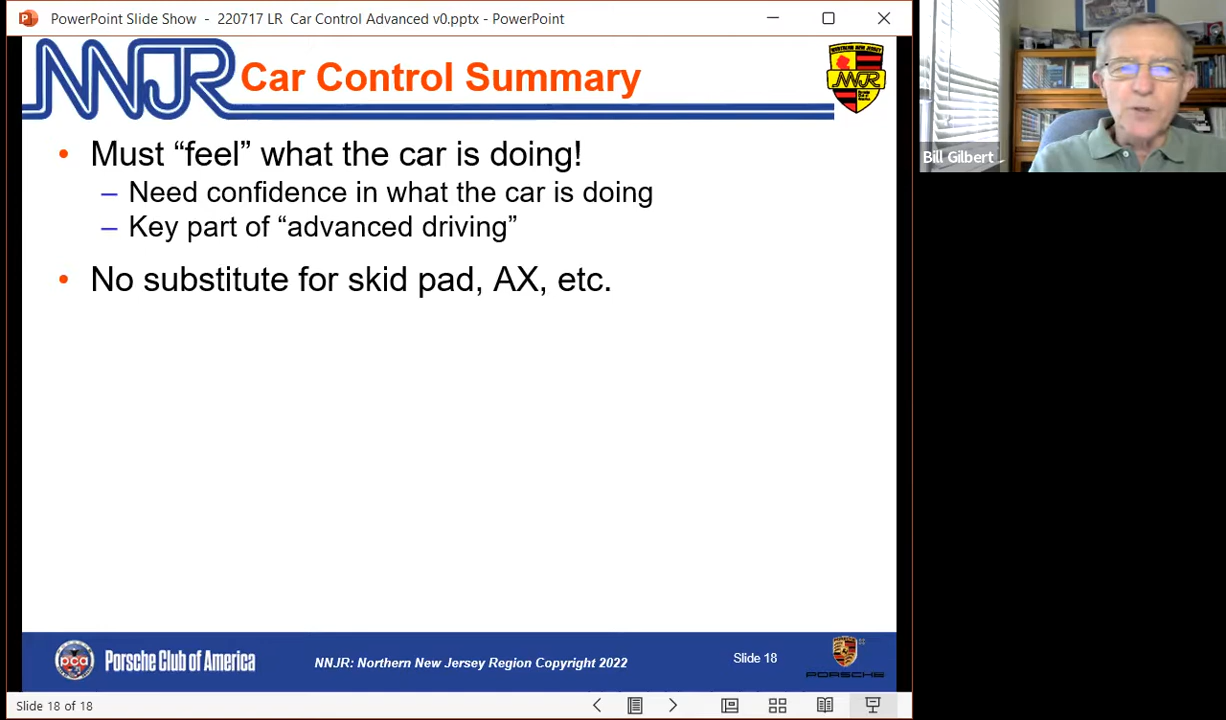 PowerPoint Slide Show - 220717 LR Car Control Advanced v0.pptx - PowerPoint
NNJR
Car Control Summary
NNJR
• Must “feel” what the car is doing!
– Need confidence in what the car is doing
– Key part of “advanced driving”
• No substitute for skid pad, AX, etc.
Bill Gilbert
pca
Porsche Club of America
NNJR: Northern New Jersey Region Copyright 2022
Slide 18
PORSCHE
Slide 18 of 18